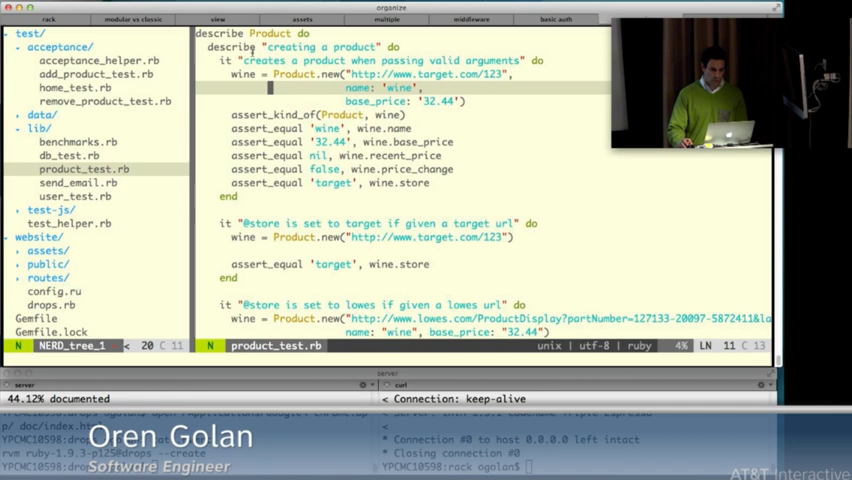 organize
rack modular vs classic view assets multiple middleware basic auth
test/
acceptance/
acceptance_helper.rb
add_product_test.rb
home_test.rb
remove_product_test.rb
data/
lib/
benchmarks.rb
db_test.rb
product_test.rb
send_email.rb
user_test.rb
test-js/
test_helper.rb
website/
assets/
public/
routes/
config.ru
drops.rb
Gemfile
Gemfile.lock
N NERD_tree_1 < 20 C 11
describe Product do
describe "creating a product" do
it "creates a product when passing valid arguments" do
wine = Product.new("http://www.target.com/123",
name: 'wine',
base_price: '32.44')
assert_kind_of(Product, wine)
assert_equal 'wine', wine.name
assert_equal '32.44', wine.base_price
assert_equal nil, wine.recent_price
assert_equal false, wine.price_change
assert_equal 'target', wine.store
end
it "@store is set to target if given a target url" do
wine = Product.new("http://www.target.com/123")
assert_equal 'target', wine.store
end
it "@store is set to lowes if given a lowes url" do
wine = Product.new("http://www.lowes.com/ProductDisplay?partNumber=127133-20097-5872411&la
name: "wine", base_price: "32.44")
N product_test.rb unix | utf-8 | ruby 4% LN 11 C 13
server
server
44.12% documented
p/ doc/index.ht
rvm ruby-1.9.3-p125@drops --create
YPCMC10598:
curl
< Connection: keep-alive
<
* Connection #0 to host 0.0.0.0 left intact
* Closing connection #0
YPCMC10598:rack ogolan$
Oren Golan
Software Engineer
AT&T Interactive